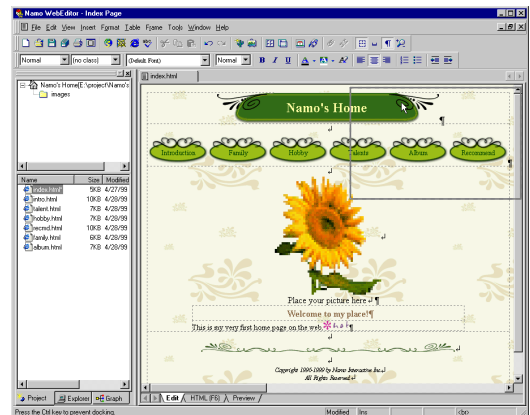 Namo WebEditor - Index Page
File Edit View Insert Format Table Frame Tools Window Help
Normal (no class) (Default Font) Normal B I U A A
index.html
Namo's Home[E:\project\Namo's
images
Name Size Modified
index.html* 5KB 4/27/99
intro.html 10KB 4/28/99
talent.html 7KB 4/28/99
hobby.html 7KB 4/28/99
recmd.html 10KB 4/28/99
family.html 6KB 4/28/99
album.html 7KB 4/28/99
Namo's Home
Introduction Family Hobby Talents Album Recommend
Place your picture here
Welcome to my place!
This is my very first home page on the web
Copyright 1996-1999 by Namo Interactive Inc.
All Rights Reserved
Project Explorer Graph
Edit HTML (F6) Preview
Press the Ctrl key to prevent docking. Modified Ins <br>